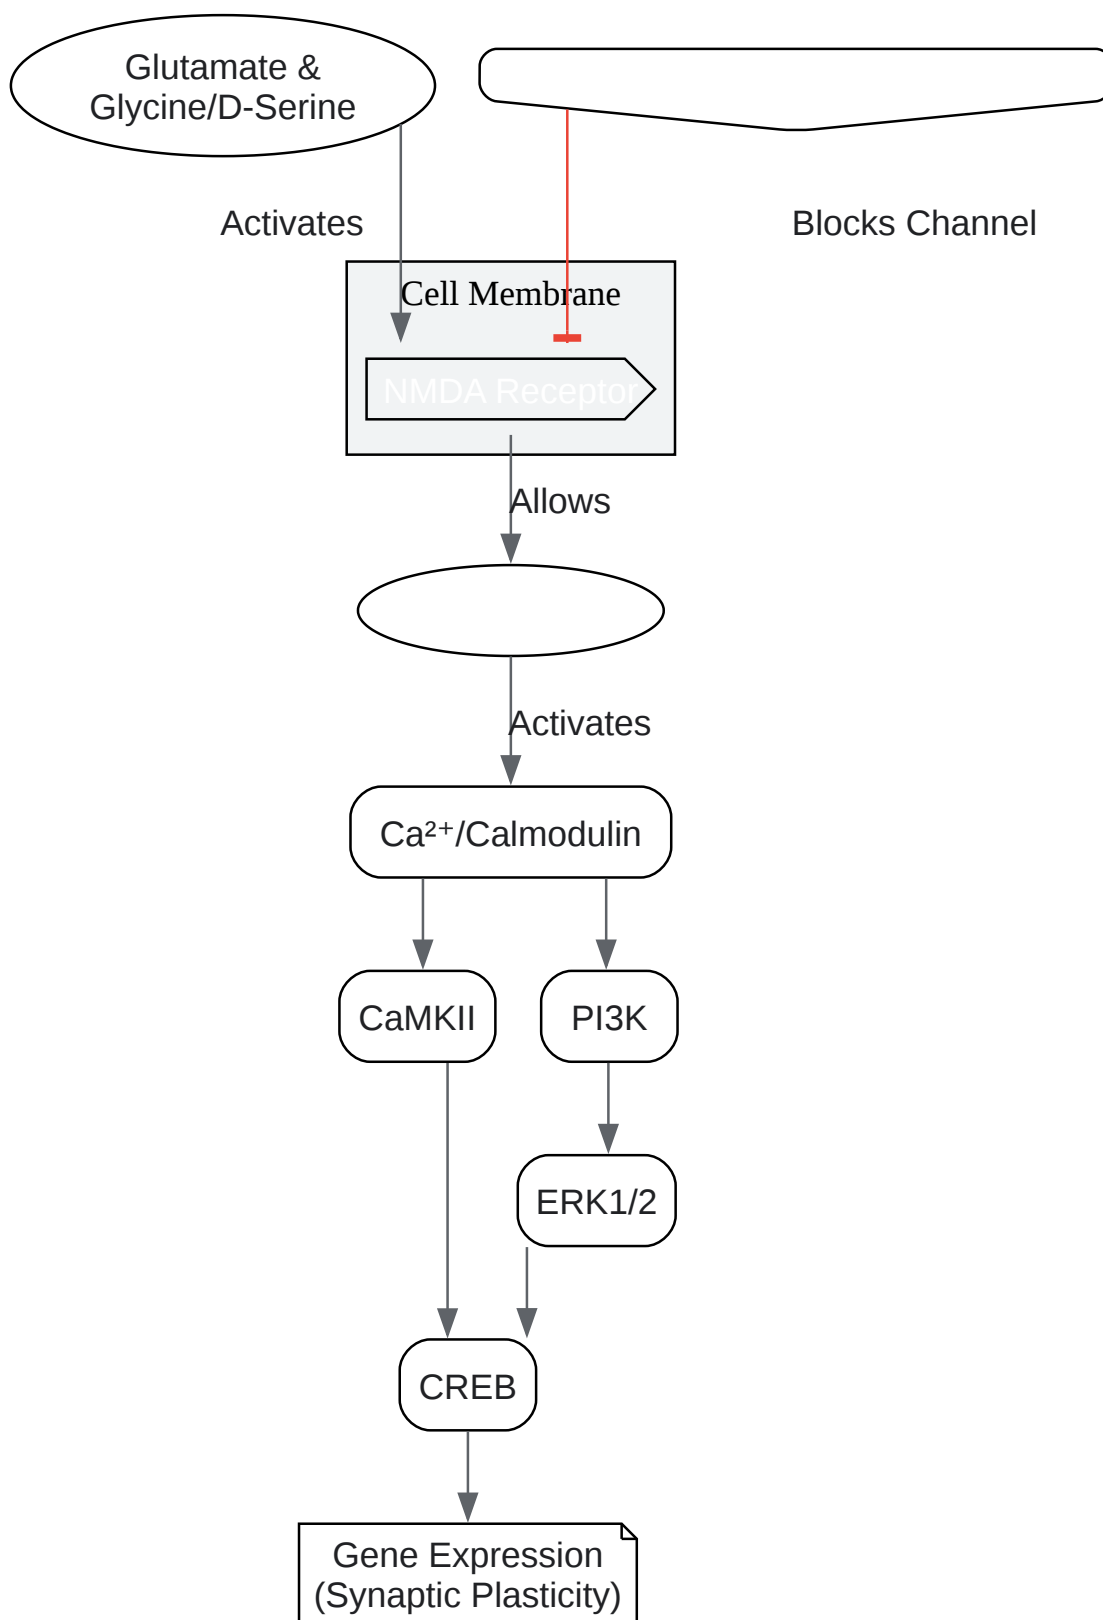 Glutamate &
Glycine/D-Serine
Activates
Blocks Channel
Cell Membrane
NMDA Receptor
Allows
Activates
Ca²⁺/Calmodulin
CaMKII
PI3K
ERK1/2
CREB
Gene Expression
(Synaptic Plasticity)